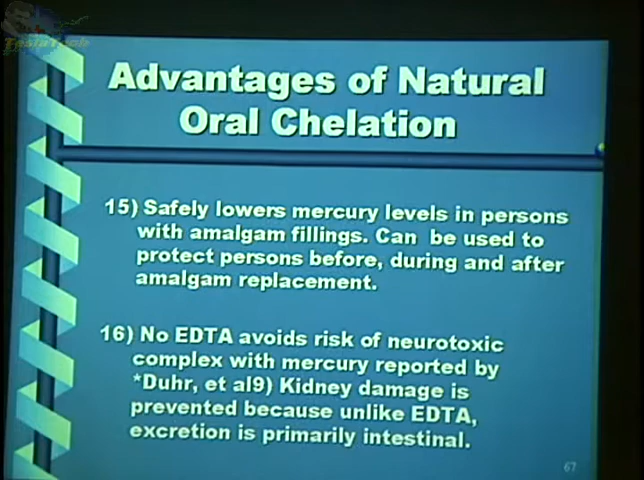 Advantages of Natural
Oral Chelation
15) Safely lowers mercury levels in persons
with amalgam fillings. Can be used to
protect persons before, during and after
amalgam replacement.
16) No EDTA avoids risk of neurotoxic
complex with mercury reported by
*Duhr, et al9) Kidney damage is
prevented because unlike EDTA,
excretion is primarily intestinal.
67